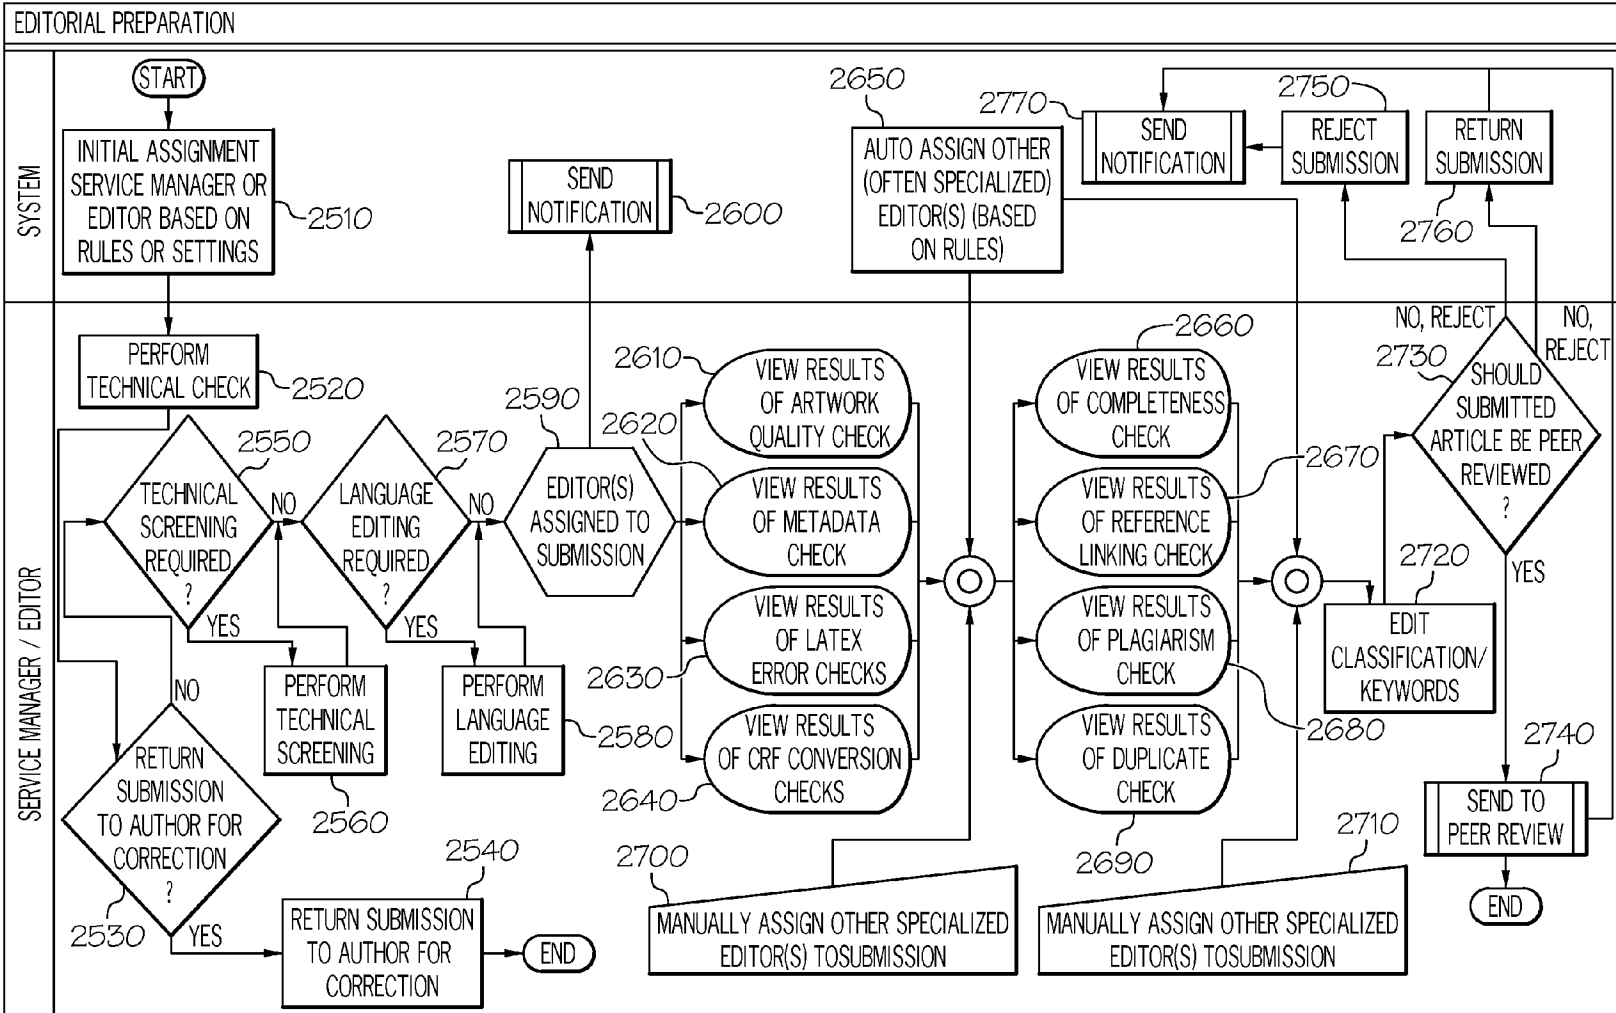 EDITORIAL PREPARATION
SYSTEM
START
INITIAL ASSIGNMENT
SERVICE MANAGER OR
EDITOR BASED ON
RULES OR SETTINGS
2510
SEND
NOTIFICATION
2600
2650
AUTO ASSIGN OTHER
(OFTEN SPECIALIZED)
EDITOR(S) (BASED
ON RULES)
2770
SEND
NOTIFICATION
2750
REJECT
SUBMISSION
RETURN
SUBMISSION
2760
SERVICE MANAGER / EDITOR
PERFORM
TECHNICAL CHECK
2520
2550
TECHNICAL
SCREENING
REQUIRED
?
NO
YES
2570
LANGUAGE
EDITING
REQUIRED
?
NO
YES
2590
EDITOR(S)
ASSIGNED TO
SUBMISSION
PERFORM
TECHNICAL
SCREENING
2560
PERFORM
LANGUAGE
EDITING
2580
NO
RETURN
SUBMISSION
TO AUTHOR FOR
CORRECTION
?
2530
YES
2540
RETURN SUBMISSION
TO AUTHOR FOR
CORRECTION
END
2610
VIEW RESULTS
OF ARTWORK
QUALITY CHECK
2620
VIEW RESULTS
OF METADATA
CHECK
VIEW RESULTS
OF LATEX
ERROR CHECKS
2630
VIEW RESULTS
OF CRF CONVERSION
CHECKS
2640
2700
MANUALLY ASSIGN OTHER SPECIALIZED
EDITOR(S) TOSUBMISSION
2660
VIEW RESULTS
OF COMPLETENESS
CHECK
2670
VIEW RESULTS
OF REFERENCE
LINKING CHECK
VIEW RESULTS
OF PLAGIARISM
CHECK
2680
VIEW RESULTS
OF DUPLICATE
CHECK
2690
2710
MANUALLY ASSIGN OTHER SPECIALIZED
EDITOR(S) TOSUBMISSION
2720
EDIT
CLASSIFICATION/
KEYWORDS
NO, REJECT
NO,
REJECT
2730
SHOULD
SUBMITTED
ARTICLE BE PEER
REVIEWED
?
YES
2740
SEND TO
PEER REVIEW
END